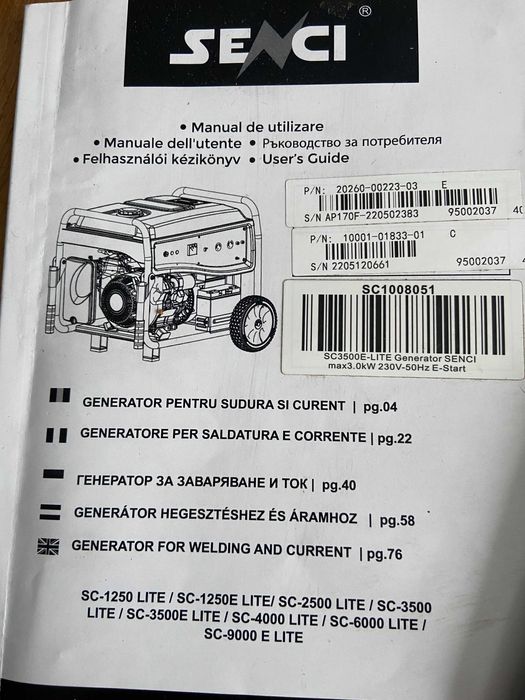 SENCI ®
• Manual de utilizare
• Manuale dell'utente • Ръководство за потребителя
• Felhasználói kézikönyv • User's Guide
P/N: 20260-00223-03 E
S/N AP170F-220502383 95002037 40
P/N: 10001-01833-01 C
S/N 2205120661 95002037 4
SC1008051
SC3500E-LITE Generator SENCI
max3.0kW 230V-50Hz E-Start
GENERATOR PENTRU SUDURA SI CURENT | pg.04
GENERATORE PER SALDATURA E CORRENTE | pg.22
ГЕНЕРАТОР ЗА ЗАВАРЯВАНЕ И ТОК | pg.40
GENERÁTOR HEGESZTÉSHEZ ÉS ÁRAMHOZ | pg.58
GENERATOR FOR WELDING AND CURRENT | pg.76
SC-1250 LITE / SC-1250E LITE/ SC-2500 LITE / SC-3500
LITE / SC-3500E LITE / SC-4000 LITE / SC-6000 LITE /
SC-9000 E LITE